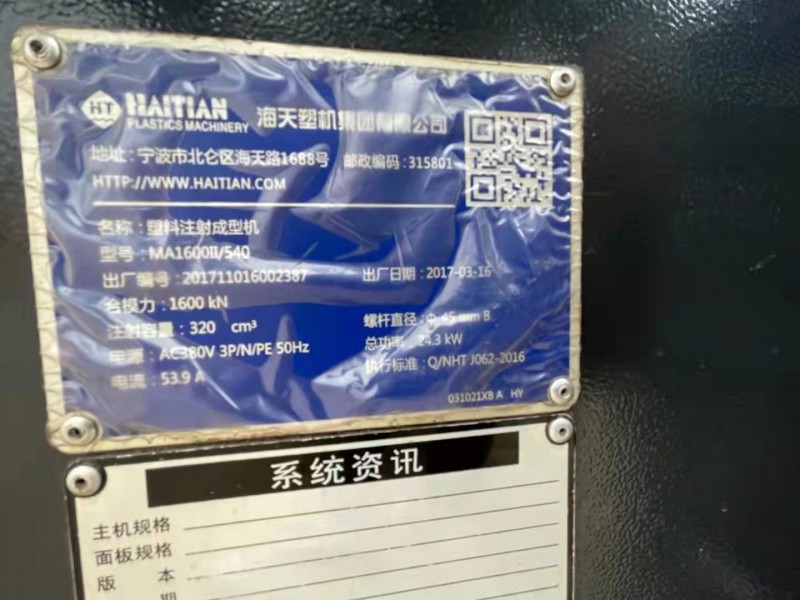 HT HAITIAN 海天塑机集团有限公司
PLASTICS MACHINERY
地址:宁波市北仑区海天路1688号 邮政编码:315801
HTTP://WWW.HAITIAN.COM
名称:塑料注射成型机
型号:MA1600II/540
出厂编号:201711016002387 出厂日期:2017-03-16
合模力:1600 kN
注射容量:320 cm³ 螺杆直径:Φ 45 mm B
电源:AC380V 3P/N/PE 50Hz 总功率:24.3 kW
电流:53.9 A 执行标准:Q/NHT J062-2016
031021XB A HY
系统资讯
主机规格
面板规格
版 本
期